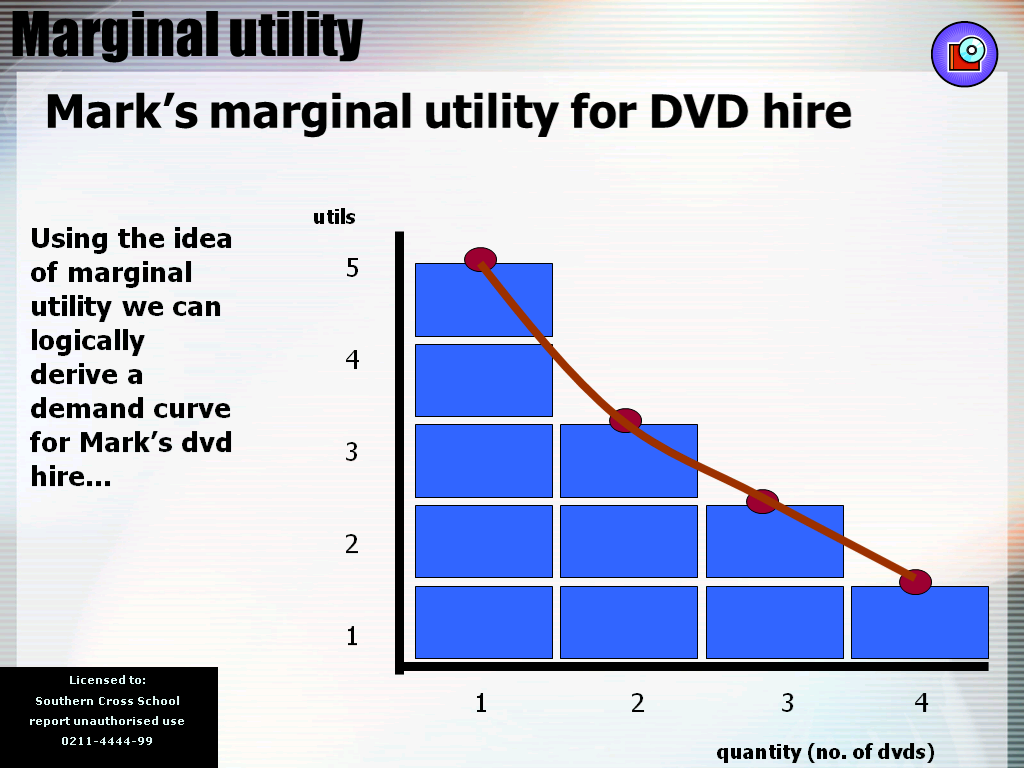 Marginal utility
Mark’s marginal utility for DVD hire
Using the idea
of marginal
utility we can
logically
derive a
demand curve
for Mark’s dvd
hire...
utils
5
4
3
2
1
1 2 3 4
quantity (no. of dvds)
Licensed to:
Southern Cross School
report unauthorised use
0211-4444-99